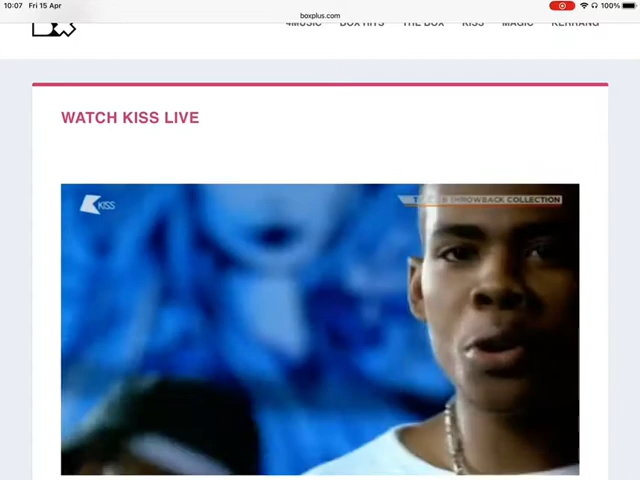 10:07 Fri 15 Apr
100%
boxplus.com
4MUSIC BOX HITS THE BOX KISS MAGIC KERRANG
WATCH KISS LIVE
KISS
THROWBACK COLLECTION